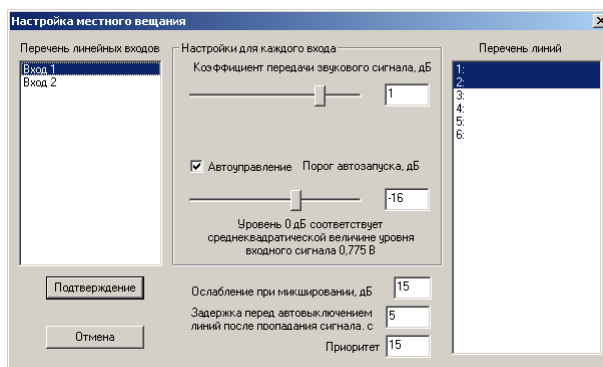 Настройка местного вещания
Перечень линейных входов
Вход 1
Вход 2
Настройки для каждого входа
Коэффициент передачи звукового сигнала, дБ
1
Автоуправление
Порог автозапуска, дБ
-16
Уровень 0 дБ соответствует
среднеквадратической величине уровня
входного сигнала 0,775 В
Перечень линий
1:
2:
3:
4:
5:
6:
Подтверждение
Отмена
Ослабление при микшировании, дБ
15
Задержка перед автовыключением
линий после пропадания сигнала, с
5
Приоритет
15